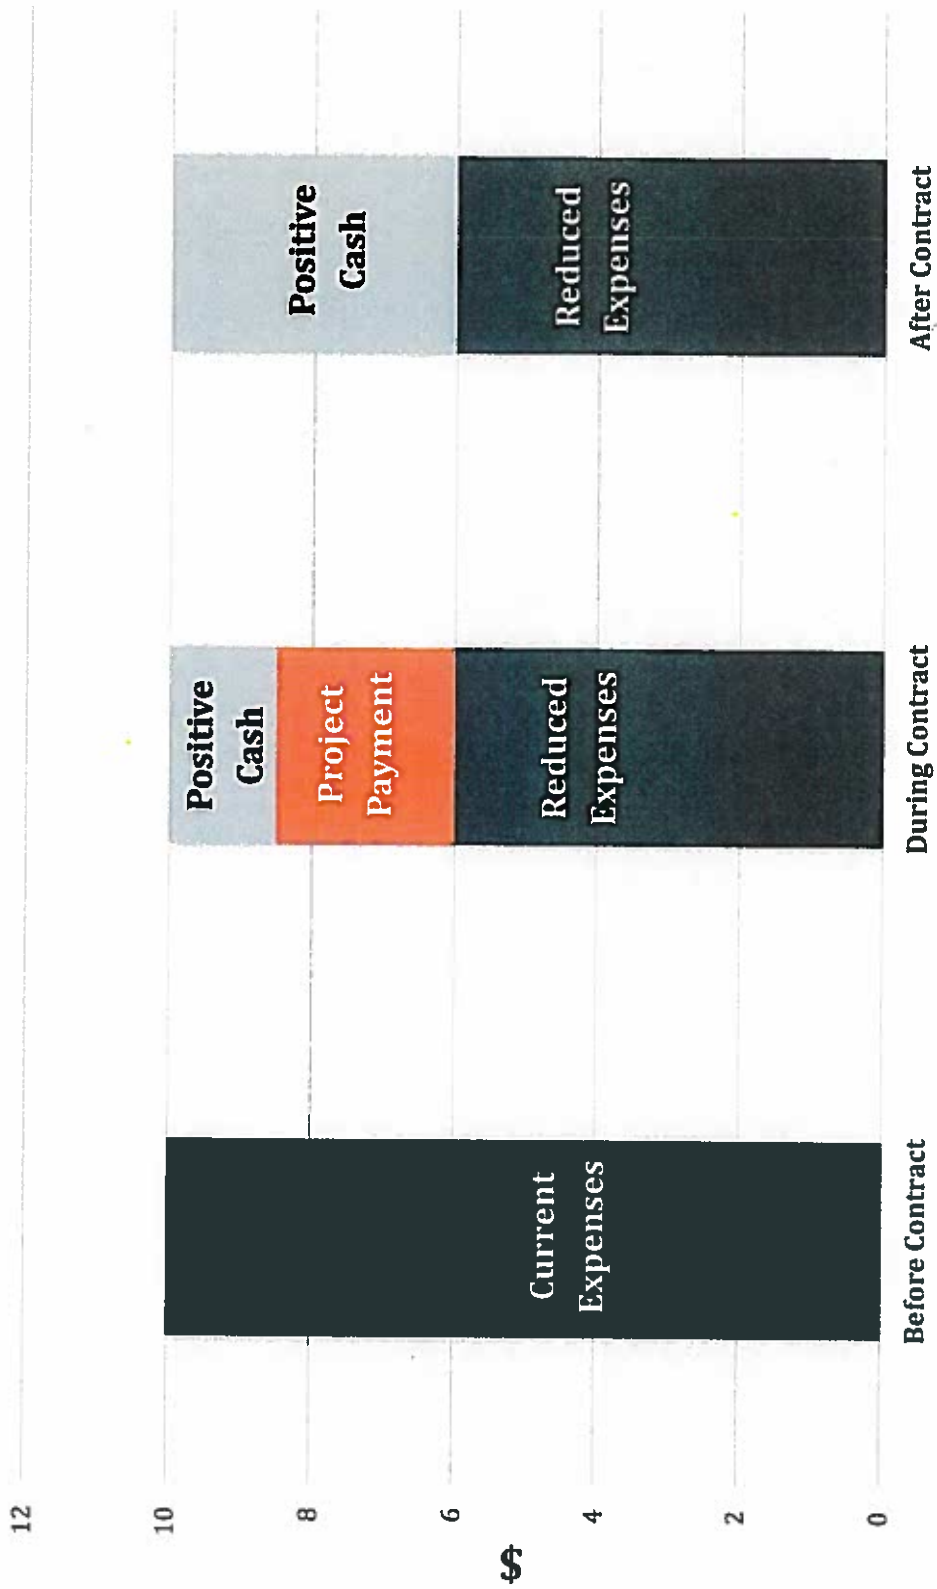 12
10
8
6
4
2
0
$
Current
Expenses
Before Contract
Positive
Cash
Project
Payment
Reduced
Expenses
During Contract
Positive
Cash
Reduced
Expenses
After Contract